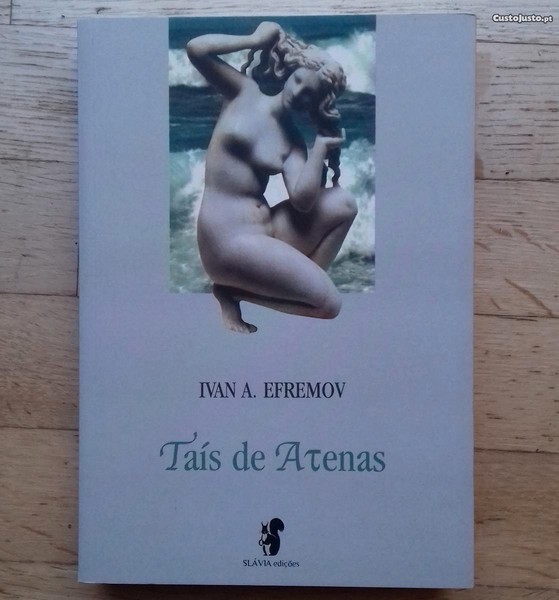 CustoJusto.pt
IVAN A. EFREMOV
Taís de Atenas
SLÁVIA edições